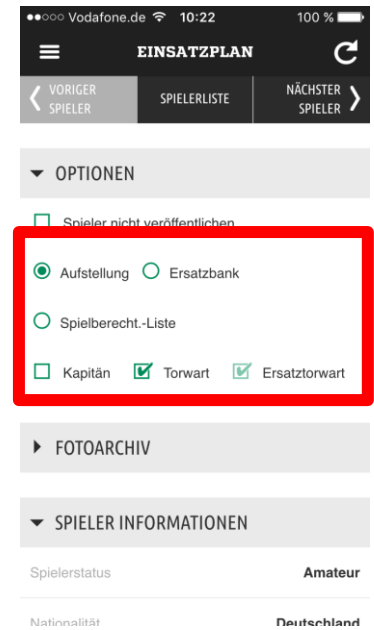 Vodafone.de 10:22 100 %
EINSATZPLAN
VORIGER SPIELER
SPIELERLISTE
NÄCHSTER SPIELER
OPTIONEN
Spieler nicht veröffentlichen
Aufstellung Ersatzbank
Spielberecht.-Liste
Kapitän Torwart Ersatztorwart
FOTOARCHIV
SPIELER INFORMATIONEN
Spielerstatus Amateur
Nationalität Deutschland